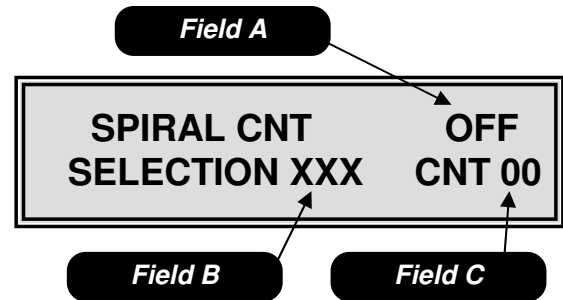 Field A
SPIRAL CNT OFF
SELECTION XXX CNT 00
Field B Field C